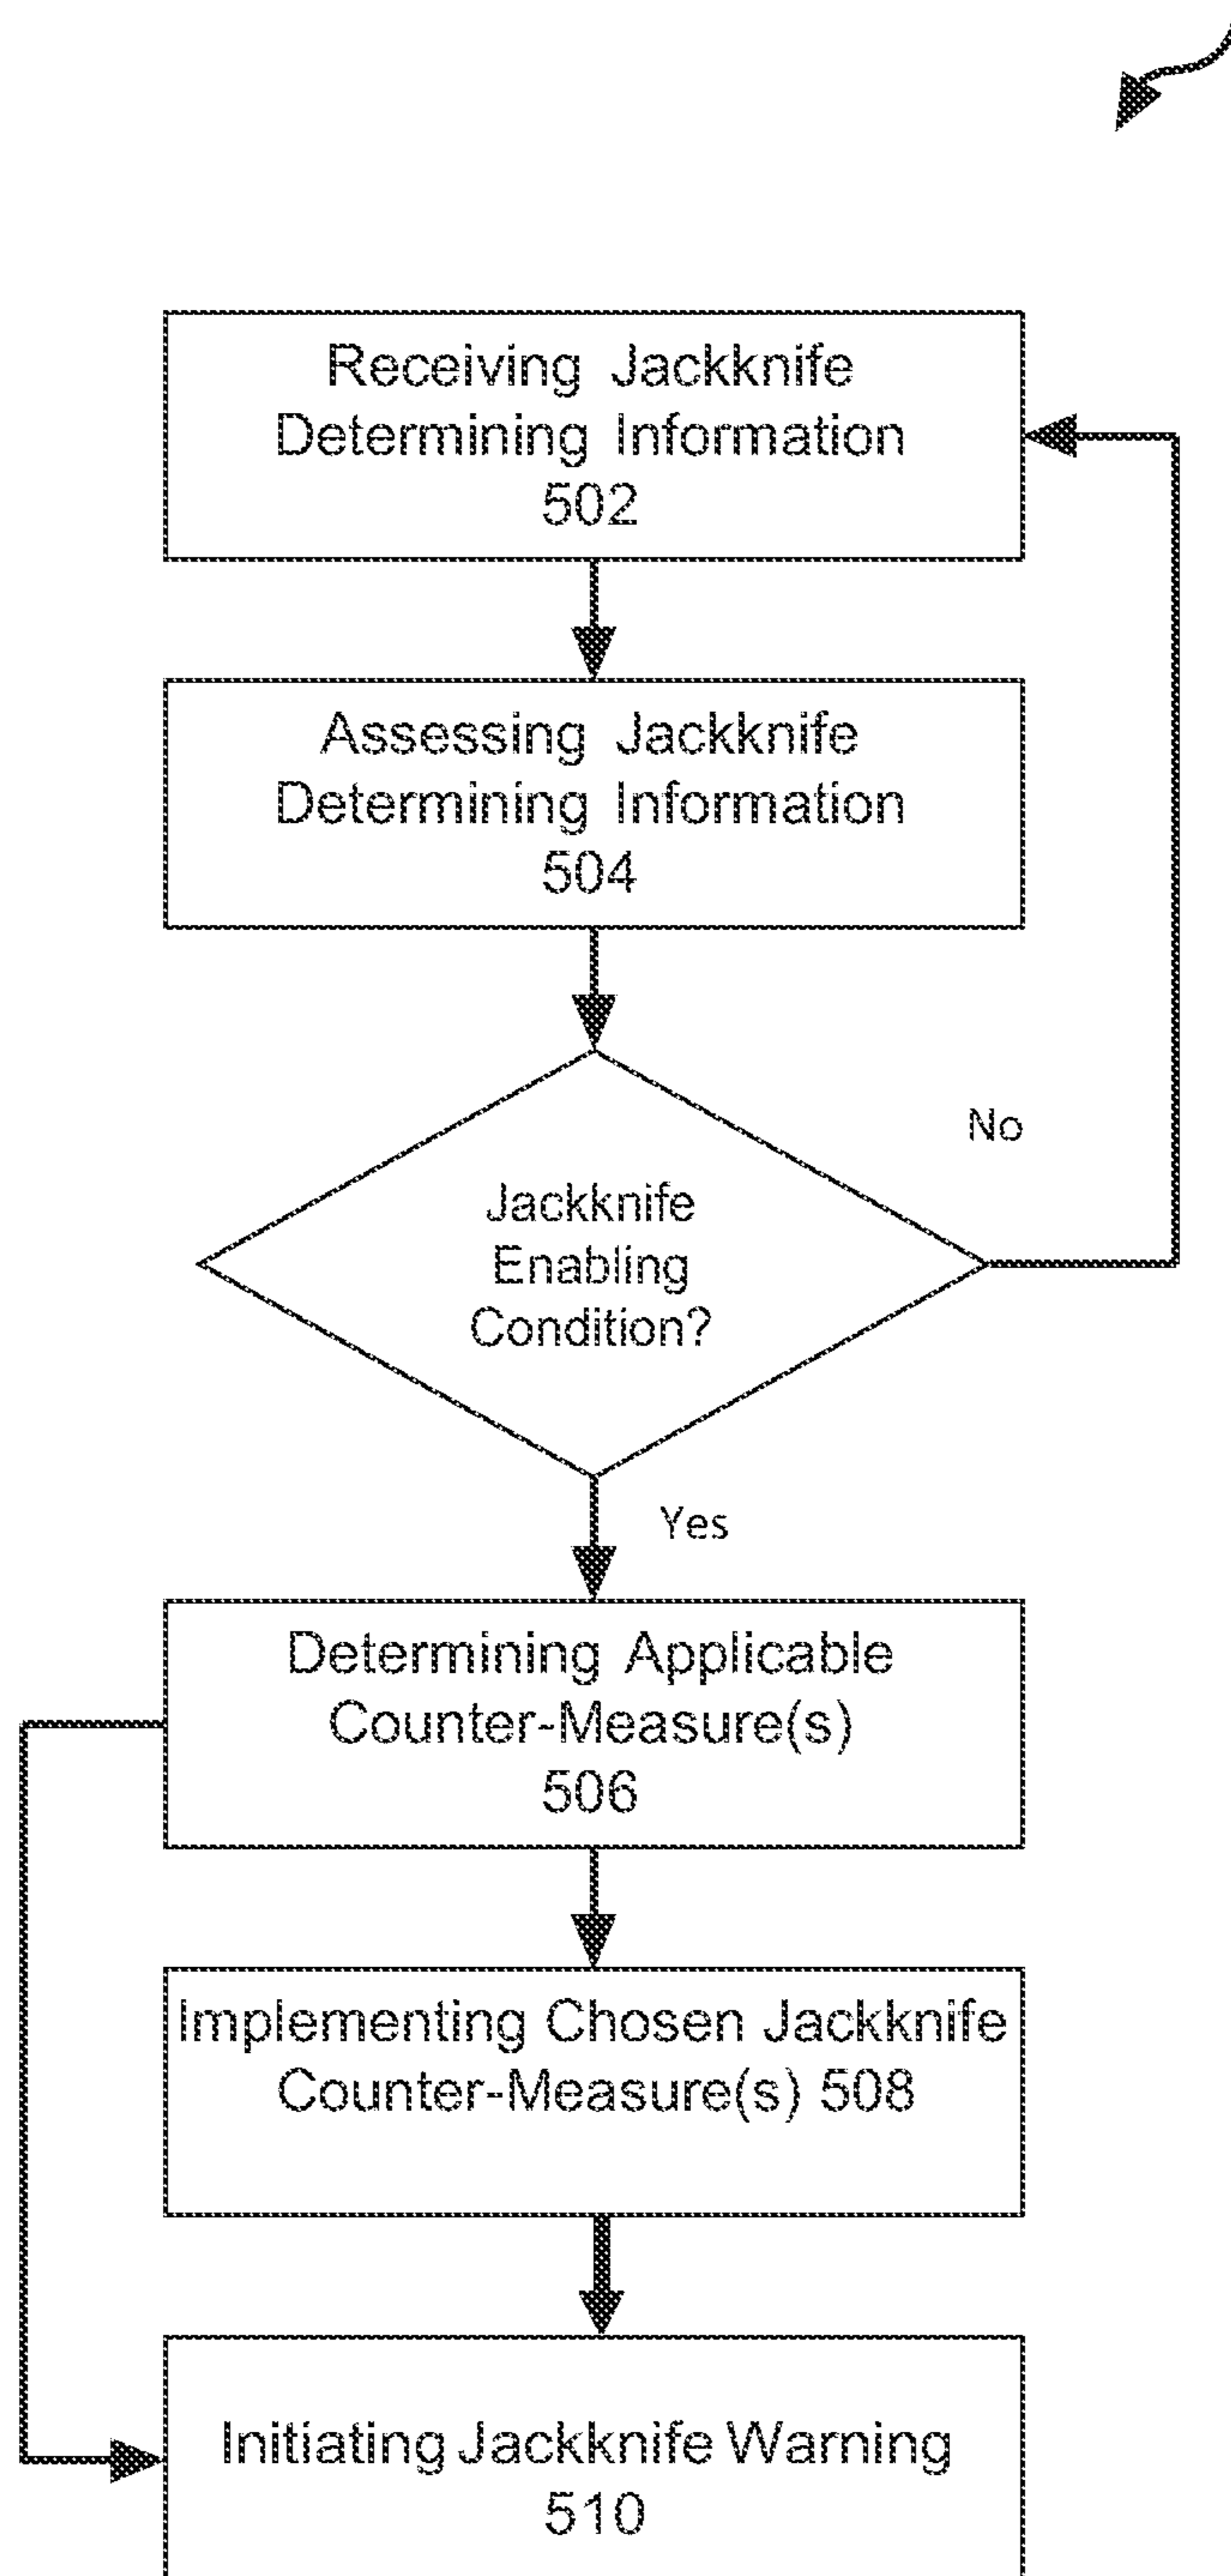 Receiving Jackknife
Determining Information
502
Assessing Jackknife
Determining Information
504
No
Jackknife
Enabling
Condition?
Yes
Determining Applicable
Counter-Measure(s)
506
Implementing Chosen Jackknife
Counter-Measure(s) 508
Initiating Jackknife Warning
510